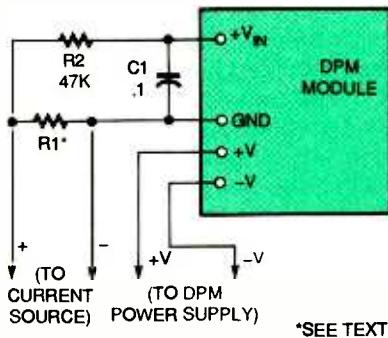 +VIN
DPM
MODULE
R2
47K
C1
.1
GND
R1*
+V
-V
+
-
+V
-V
(TO
CURRENT
SOURCE)
(TO DPM
POWER SUPPLY)
*SEE TEXT